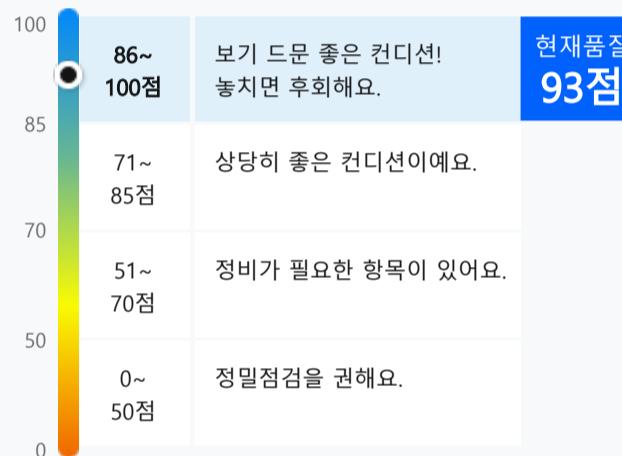 100
86~
100점
보기 드문 좋은 컨디션!
놓치면 후회해요.
현재품질
93점
85
71~
85점
상당히 좋은 컨디션이예요.
70
51~
70점
정비가 필요한 항목이 있어요.
50
0~
50점
정밀점검을 권해요.
0